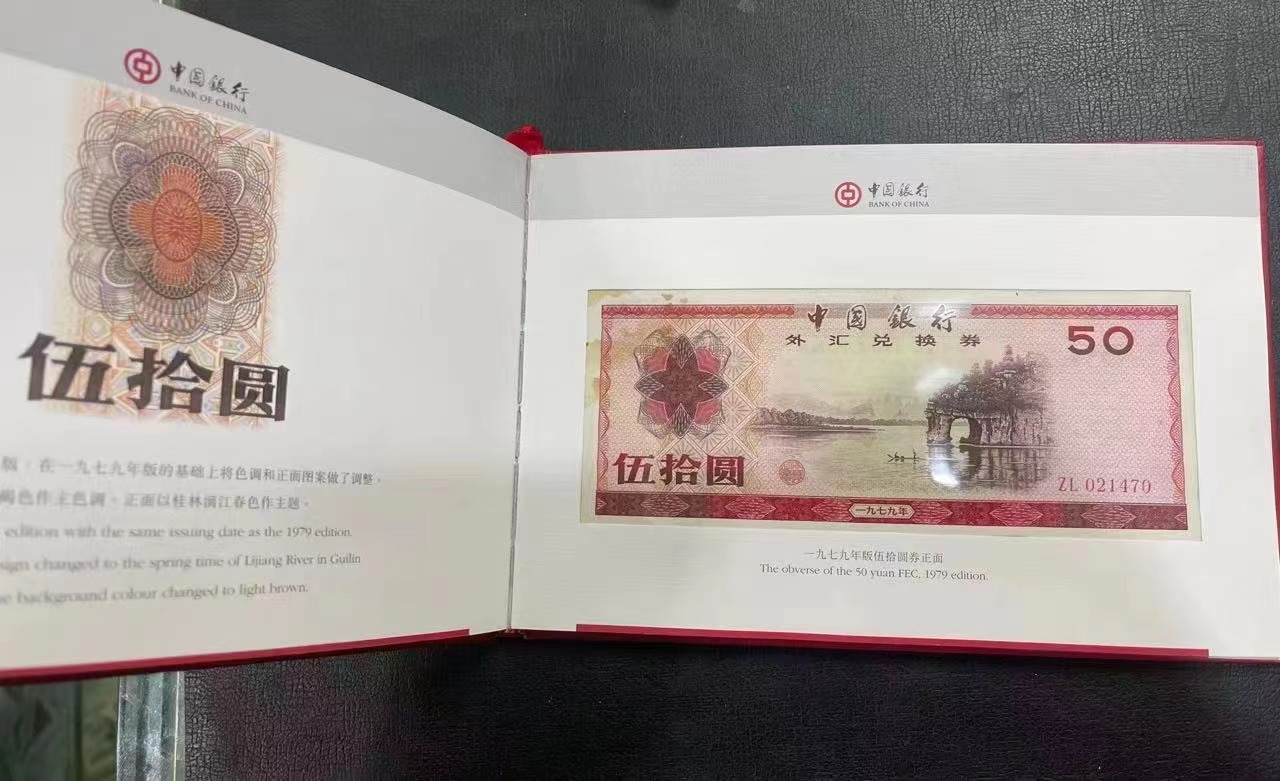 中国銀行
BANK OF CHINA
伍拾圆
版，在一九七九年版的基础上将色调和正面图案做了调整，
褐色作主色调。正面以桂林漓江春色作主题。
edition with the same issuing date as the 1979 edition.
sign changed to the spring time of Lijiang River in Guilin
e background colour changed to light brown.
中国銀行
BANK OF CHINA
中国銀行
外汇兑换券
50
伍拾圆
ZL 021470
一九七九年
一九七九年版伍拾圆券正面
The obverse of the 50 yuan FEC, 1979 edition.